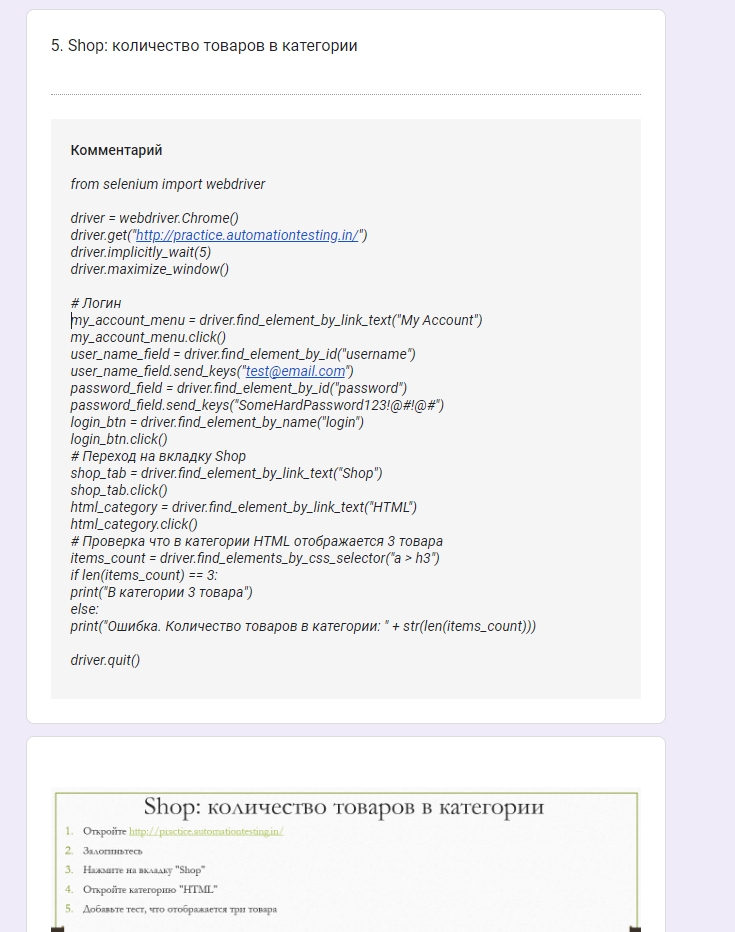 5. Shop: количество товаров в категории
Комментарий
from selenium import webdriver
driver = webdriver.Chrome()
driver.get("http://practice.automationtesting.in/")
driver.implicitly_wait(5)
driver.maximize_window()
# Логин
my_account_menu = driver.find_element_by_link_text("My Account")
my_account_menu.click()
user_name_field = driver.find_element_by_id("username")
user_name_field.send_keys("test@email.com")
password_field = driver.find_element_by_id("password")
password_field.send_keys("SomeHardPassword123!@#!@#")
login_btn = driver.find_element_by_name("login")
login_btn.click()
# Переход на вкладку Shop
shop_tab = driver.find_element_by_link_text("Shop")
shop_tab.click()
html_category = driver.find_element_by_link_text("HTML")
html_category.click()
# Проверка что в категории HTML отображается 3 товара
items_count = driver.find_elements_by_css_selector("a > h3")
if len(items_count) == 3:
print("В категории 3 товара")
else:
print("Ошибка. Количество товаров в категории: " + str(len(items_count)))
driver.quit()
Shop: количество товаров в категории
1. Откройте http://practice.automationtesting.in/
2. Залогиньтесь
3. Нажмите на вкладку "Shop"
4. Откройте категорию "HTML"
5. Добавьте тест, что отображается три товара